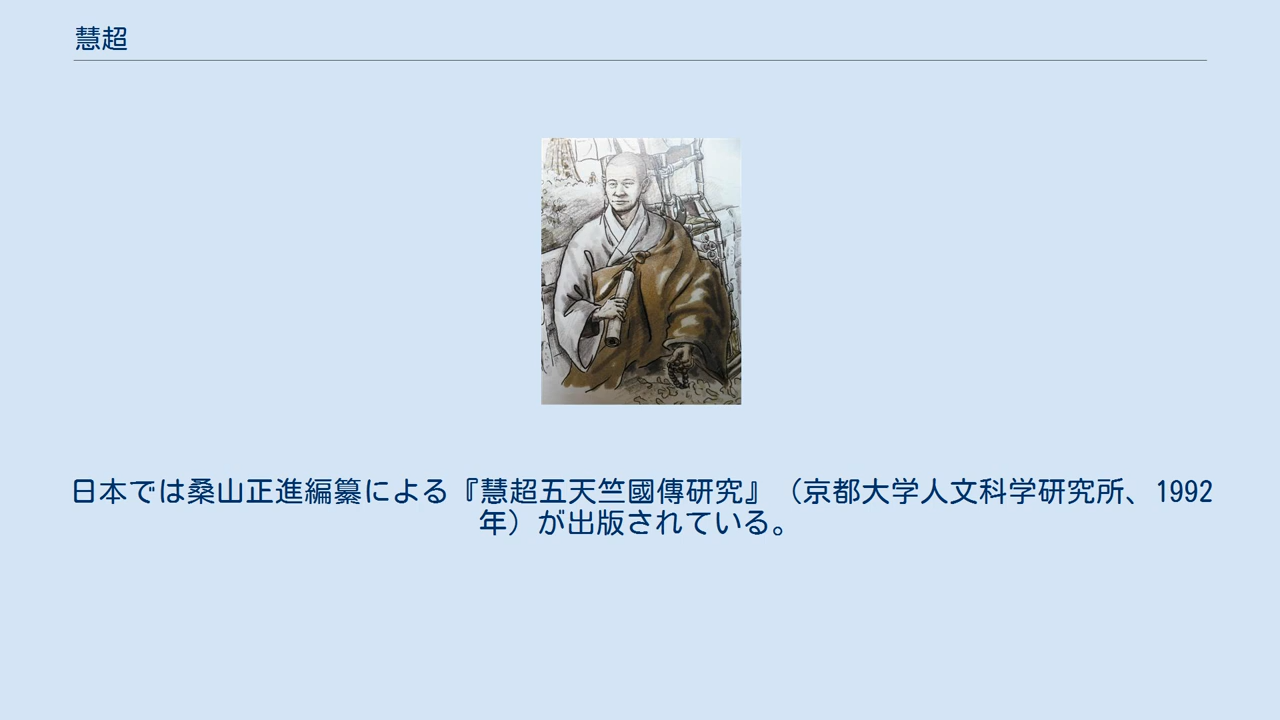 慧超
日本では桑山正進編纂による『慧超五天竺國傳研究』（京都大学人文科学研究所、1992
年）が出版されている。